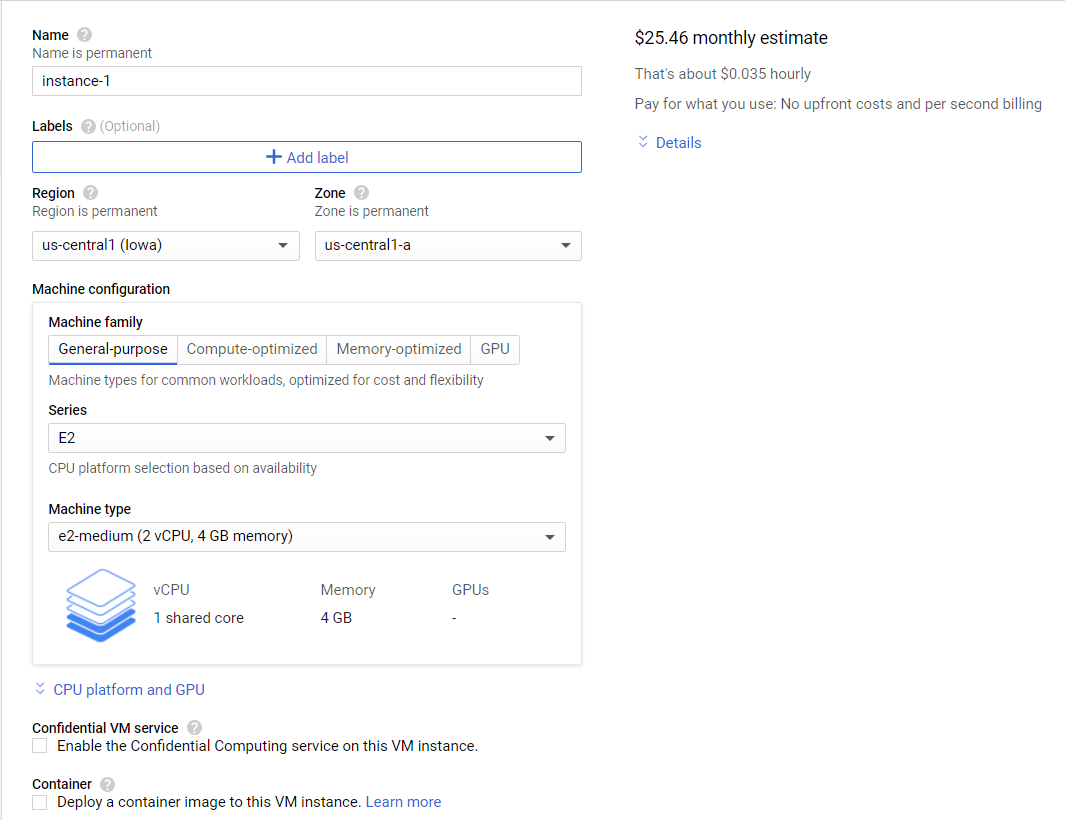 Name ?
Name is permanent
instance-1
Labels ? (Optional)
+ Add label
Region ?
Region is permanent
us-central1 (Iowa)
Zone ?
Zone is permanent
us-central1-a
Machine configuration
Machine family
General-purpose Compute-optimized Memory-optimized GPU
Machine types for common workloads, optimized for cost and flexibility
Series
E2
CPU platform selection based on availability
Machine type
e2-medium (2 vCPU, 4 GB memory)
vCPU Memory GPUs
1 shared core 4 GB -
CPU platform and GPU
Confidential VM service ?
Enable the Confidential Computing service on this VM instance.
Container ?
Deploy a container image to this VM instance. Learn more
$25.46 monthly estimate
That's about $0.035 hourly
Pay for what you use: No upfront costs and per second billing
Details